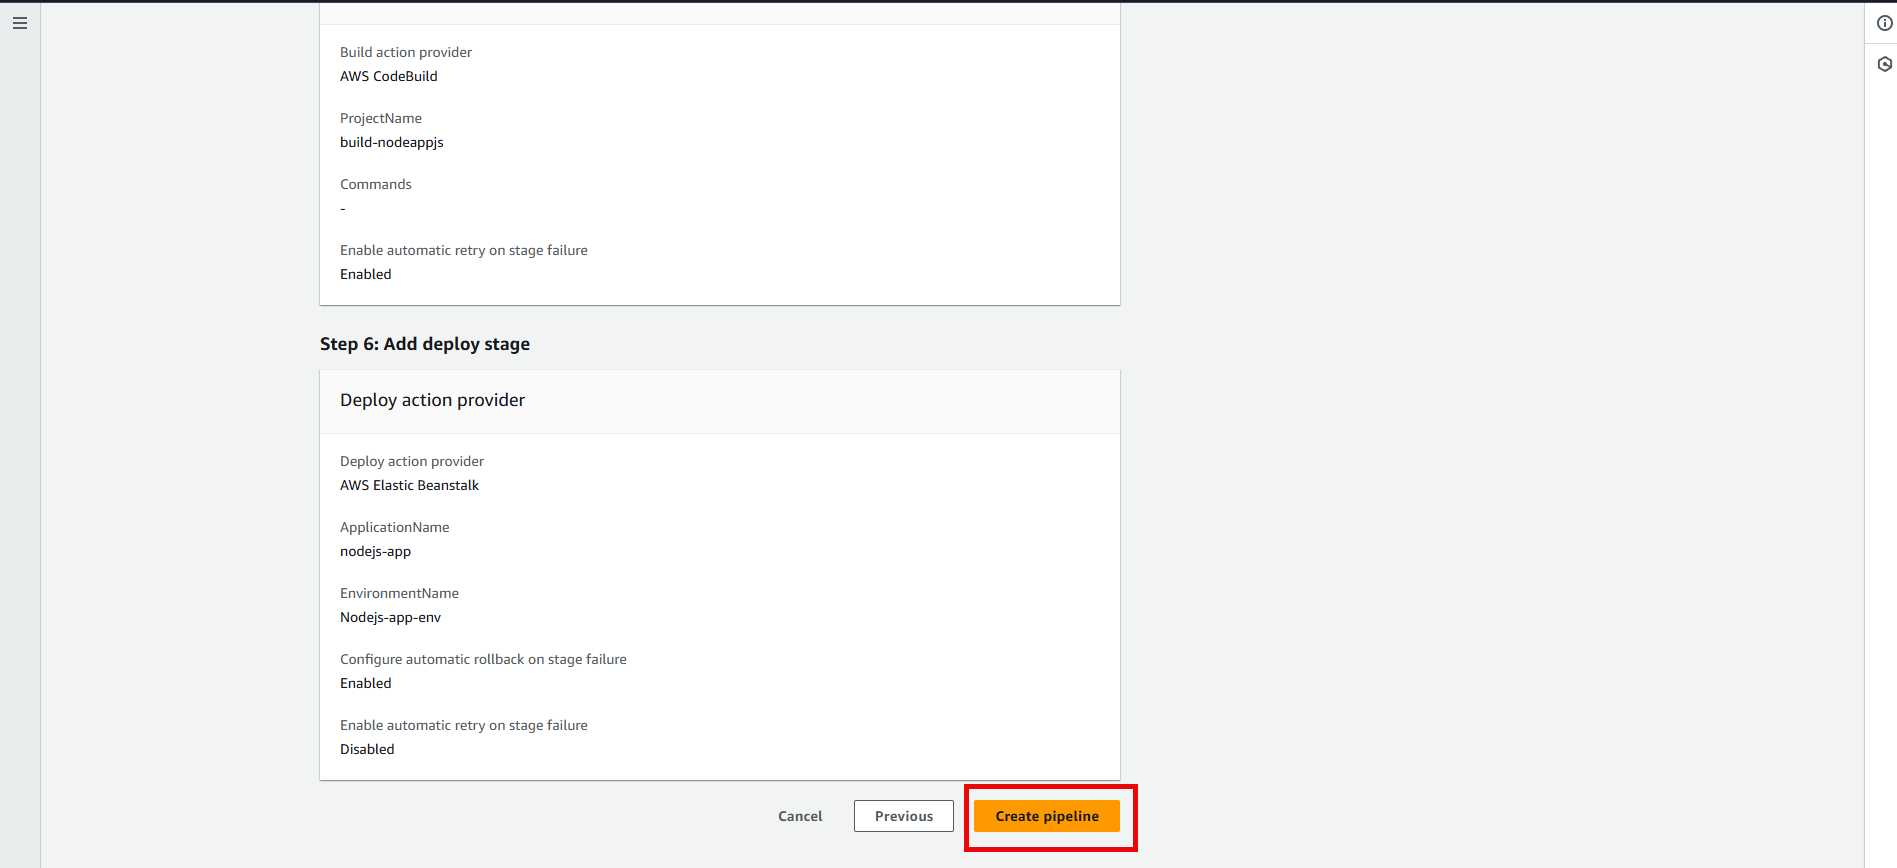 Build action provider
AWS CodeBuild
ProjectName
build-nodeappjs
Commands
-
Enable automatic retry on stage failure
Enabled
Step 6: Add deploy stage
Deploy action provider
Deploy action provider
AWS Elastic Beanstalk
ApplicationName
nodejs-app
EnvironmentName
Nodejs-app-env
Configure automatic rollback on stage failure
Enabled
Enable automatic retry on stage failure
Disabled
Cancel
Previous
Create pipeline